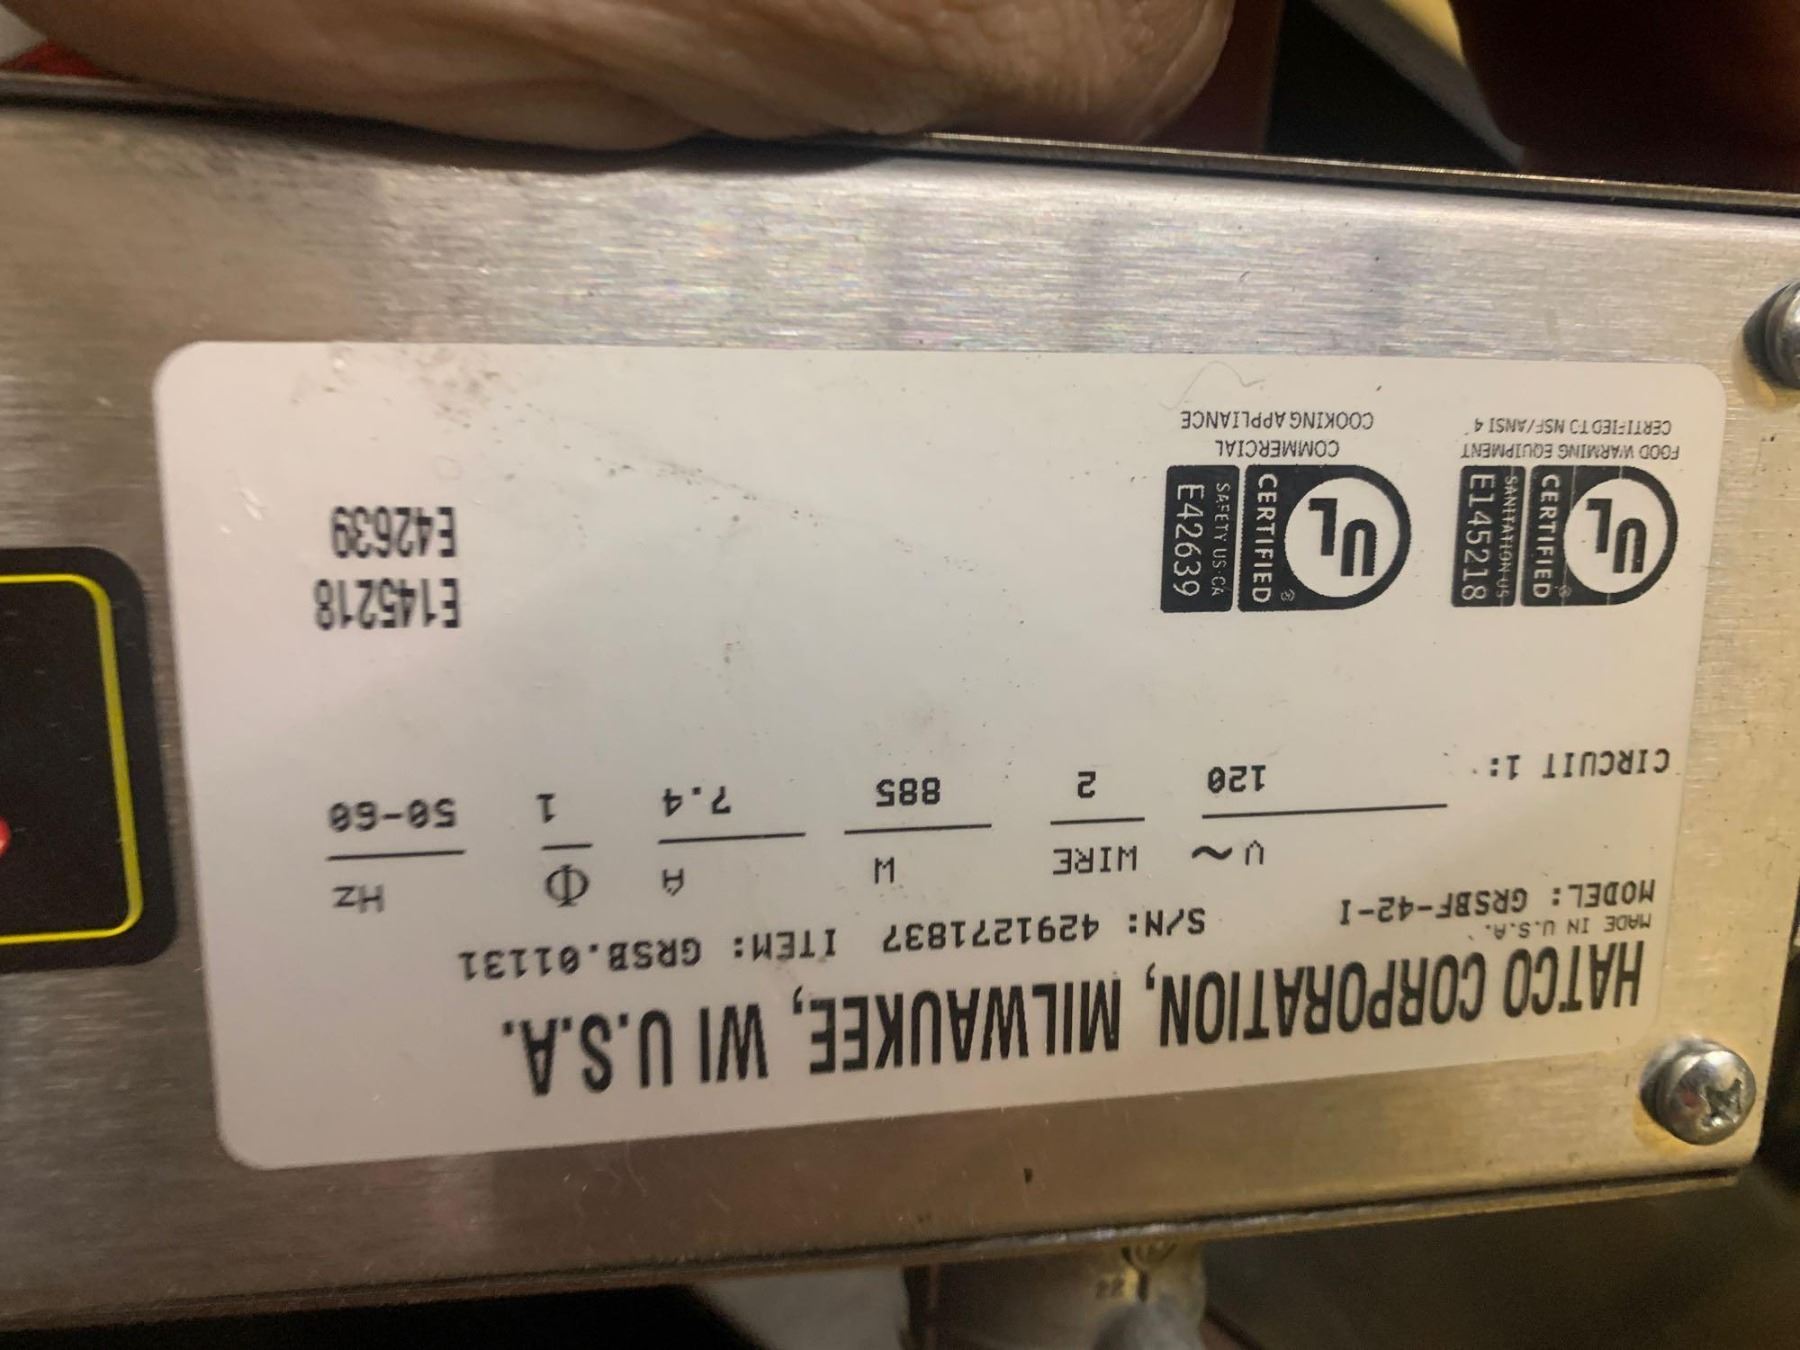 HATCO CORPORATION, MILWAUKEE, WI U.S.A.
MADE IN U.S.A.
MODEL: GRSBF-42-I S/N: 4291271837 ITEM: GRSB.01131
V~ WIRE W A Φ Hz
CIRCUIT 1: 120 2 885 7.4 1 50-60
UL® CERTIFIED
SANITATION US
E145218
FOOD WARMING EQUIPMENT
CERTIFIED TO NSF/ANSI 4
UL® CERTIFIED
SAFETY US-CA
E42639
COMMERCIAL
COOKING APPLIANCE
E145218
E42639